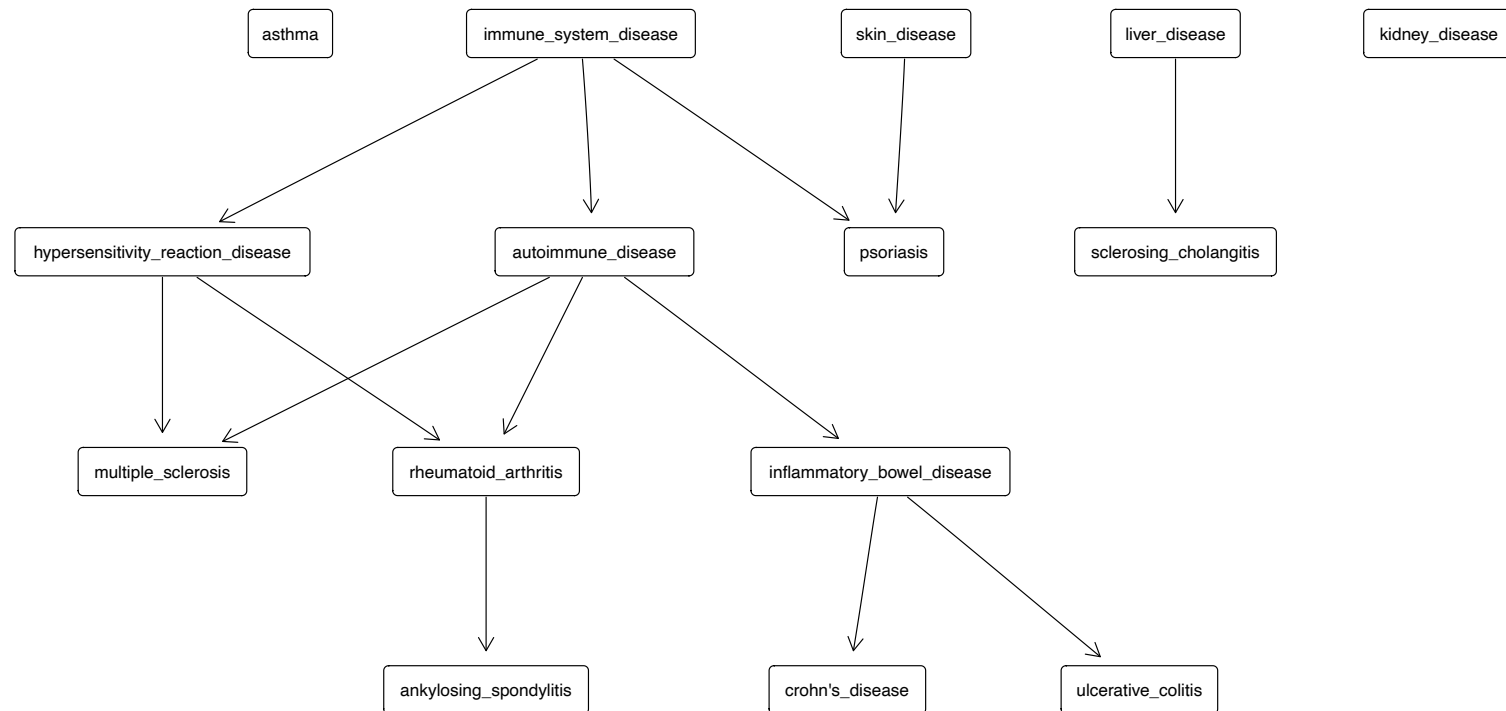 asthma
immune_system_disease
skin_disease
liver_disease
kidney_disease
hypersensitivity_reaction_disease
autoimmune_disease
psoriasis
sclerosing_cholangitis
multiple_sclerosis
rheumatoid_arthritis
inflammatory_bowel_disease
ankylosing_spondylitis
crohn's_disease
ulcerative_colitis